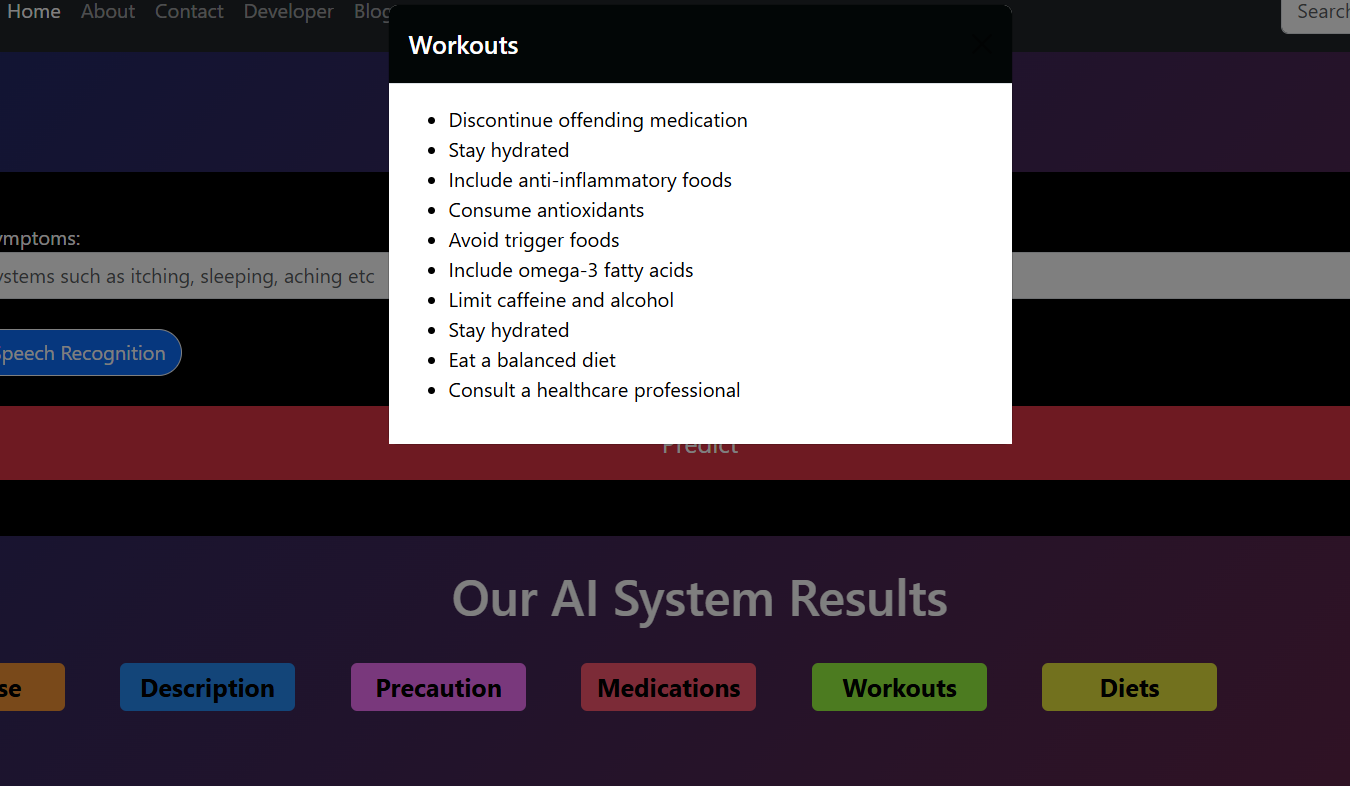 Home About Contact Developer Blog
Search
Workouts
Discontinue offending medication
Stay hydrated
Include anti-inflammatory foods
Consume antioxidants
Avoid trigger foods
Include omega-3 fatty acids
Limit caffeine and alcohol
Stay hydrated
Eat a balanced diet
Consult a healthcare professional
ymptoms:
ystems such as itching, sleeping, aching etc
Speech Recognition
Predict
Our AI System Results
se Description Precaution Medications Workouts Diets